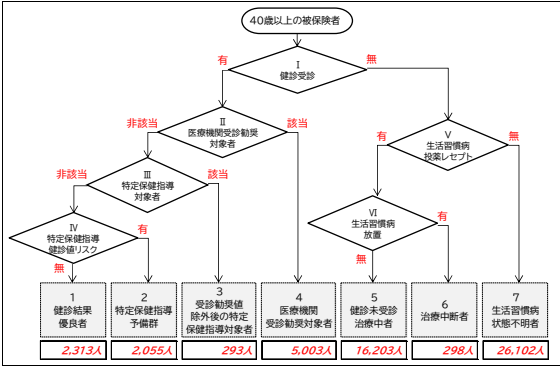 40歳以上の被保険者
Ⅰ
健診受診
有
無
Ⅱ
医療機関受診勧奨
対象者
非該当
該当
Ⅴ
生活習慣病
投薬レセプト
有
無
Ⅲ
特定保健指導
対象者
非該当
該当
Ⅳ
特定保健指導
健診値リスク
無
有
Ⅵ
生活習慣病
放置
無
有
1
健診結果
優良者
2
特定保健指導
予備群
3
受診勧奨値
除外後の特定
保健指導対象者
4
医療機関
受診勧奨対象者
5
健診未受診
治療中者
6
治療中断者
7
生活習慣病
状態不明者
2,313人
2,055人
293人
5,003人
16,203人
298人
26,102人